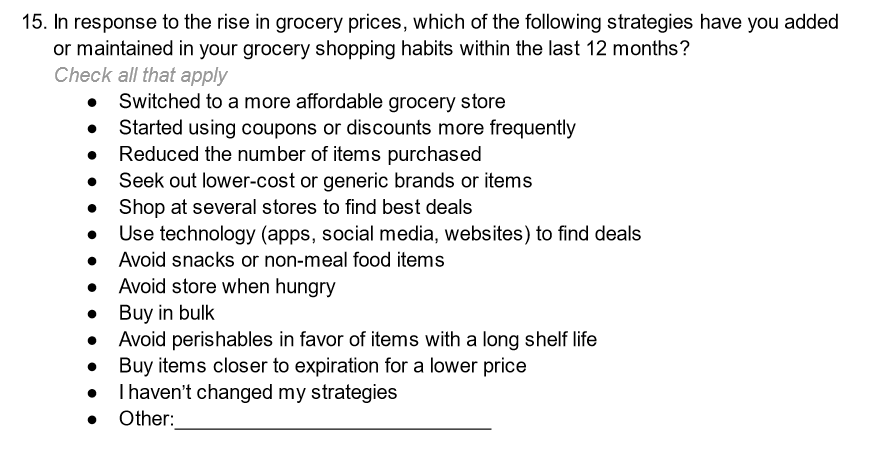 15. In response to the rise in grocery prices, which of the following strategies have you added
or maintained in your grocery shopping habits within the last 12 months?
Check all that apply
● Switched to a more affordable grocery store
● Started using coupons or discounts more frequently
● Reduced the number of items purchased
● Seek out lower-cost or generic brands or items
● Shop at several stores to find best deals
● Use technology (apps, social media, websites) to find deals
● Avoid snacks or non-meal food items
● Avoid store when hungry
● Buy in bulk
● Avoid perishables in favor of items with a long shelf life
● Buy items closer to expiration for a lower price
● I haven't changed my strategies
● Other:______________________________